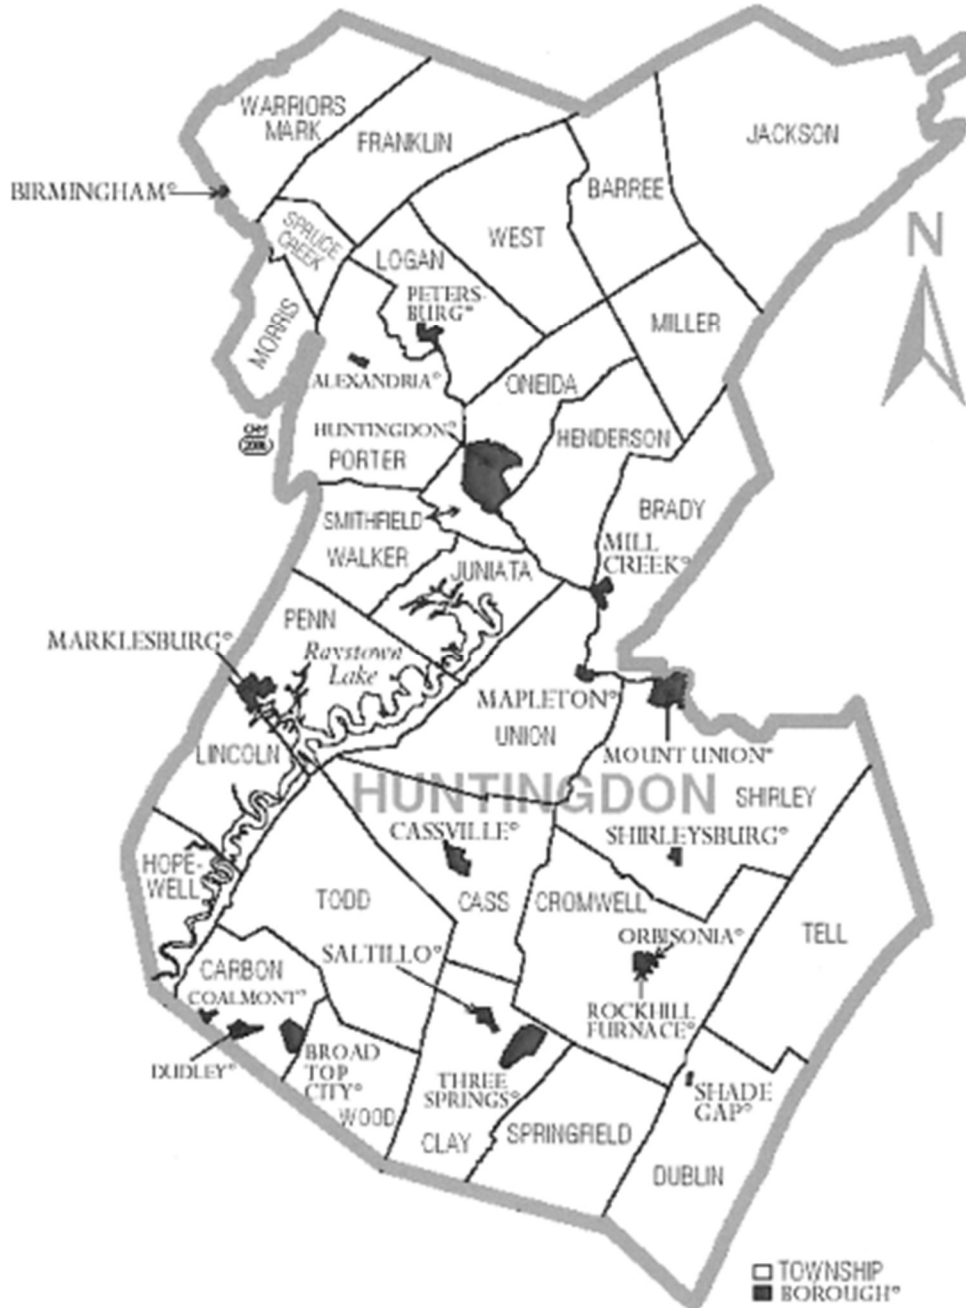 WARRIORS
MARK
FRANKLIN
JACKSON
BIRMINGHAM°
BARREE
SPRUCE
CREEK
WEST
LOGAN
N
PETERS-
BURG°
MORRIS
MILLER
ALEXANDRIA°
ONEIDA
HUNTINGDON°
HENDERSON
PORTER
BRADY
SMITHFIELD
WALKER
MILL
CREEK°
JUNIATA
PENN
MARKLESBURG°
Raystown
Lake
MAPLETON°
UNION
LINCOLN
MOUNT UNION°
HUNTINGDON
SHIRLEY
CASSVILLE°
SHIRLEYSBURG°
HOPE-
WELL
TODD
CASS
CROMWELL
TELL
ORBISONIA°
SALTILLO°
CARBON
COALMONT°
ROCKHILL
FURNACE°
DUDLEY°
BROAD
TOP
CITY°
THREE
SPRINGS°
SHADE
GAP°
WOOD
CLAY
SPRINGFIELD
DUBLIN
TOWNSHIP
BOROUGH°